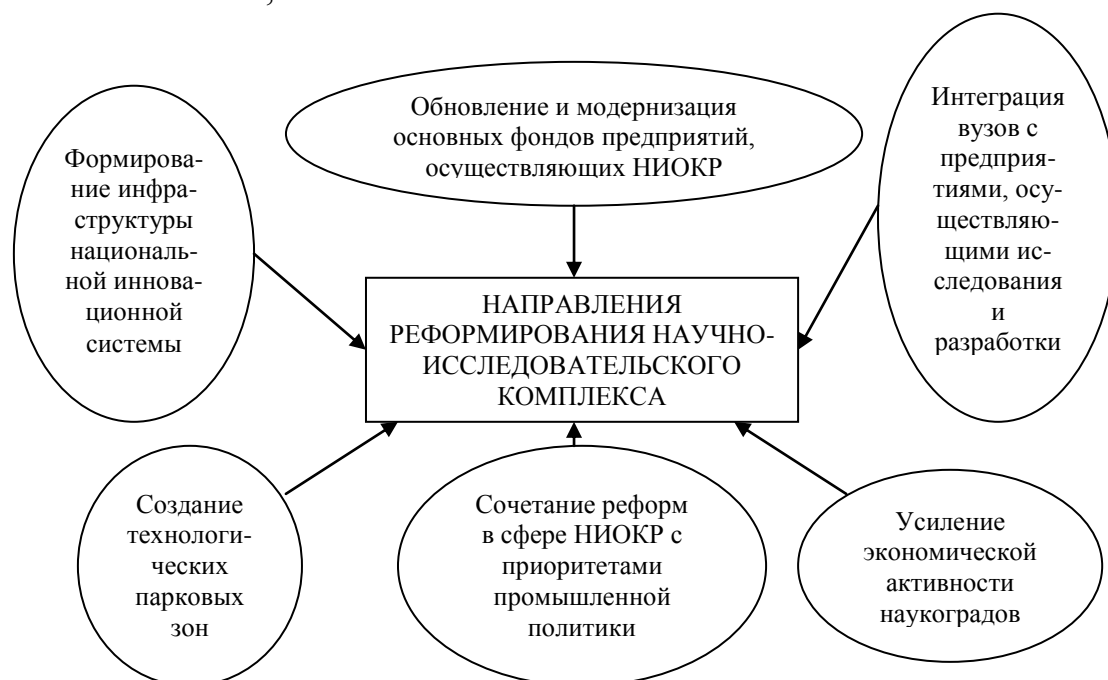 Формирова-
ние инфра-
структуры
националь-
ной иннова-
ционной
системы
Обновление и модернизация
основных фондов предприятий,
осуществляющих НИОКР
Интеграция
вузов с
предприя-
тиями, осу-
ществляю-
щими ис-
следования
и
разработки
НАПРАВЛЕНИЯ
РЕФОРМИРОВАНИЯ НАУЧНО-
ИССЛЕДОВАТЕЛЬСКОГО
КОМПЛЕКСА
Создание
технологи-
ческих
парковых
зон
Сочетание реформ
в сфере НИОКР с
приоритетами
промышленной
политики
Усиление
экономической
активности
наукоградов